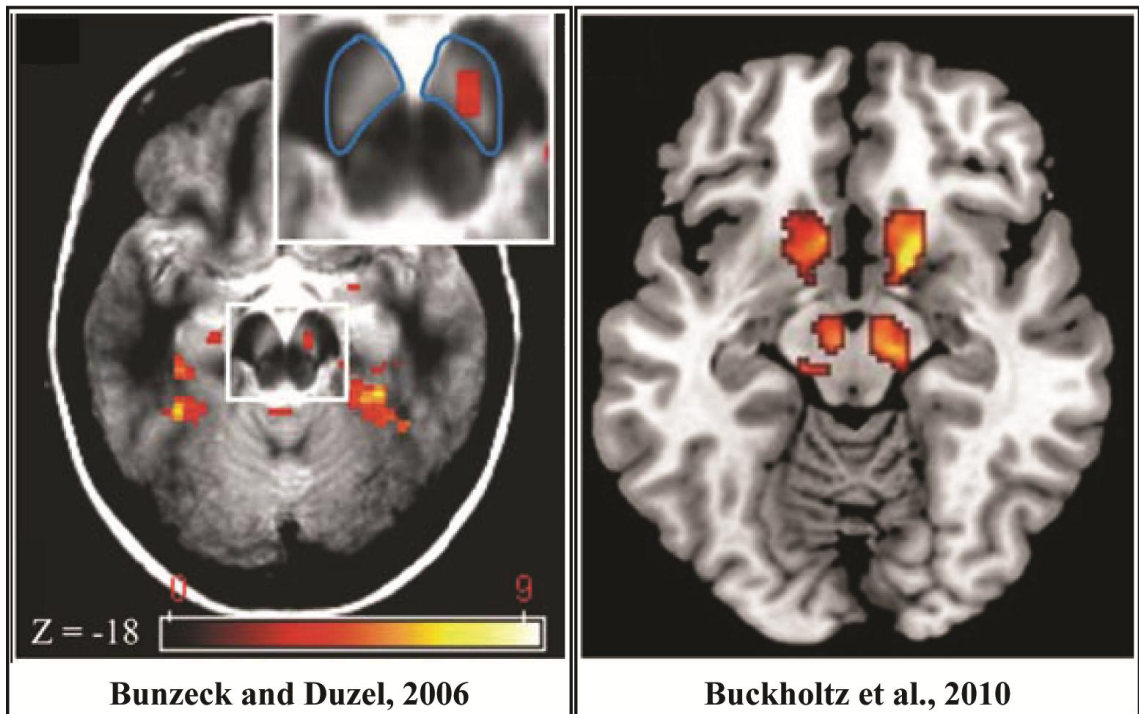 0 9
Z = -18
Bunzeck and Duzel, 2006
Buckholtz et al., 2010